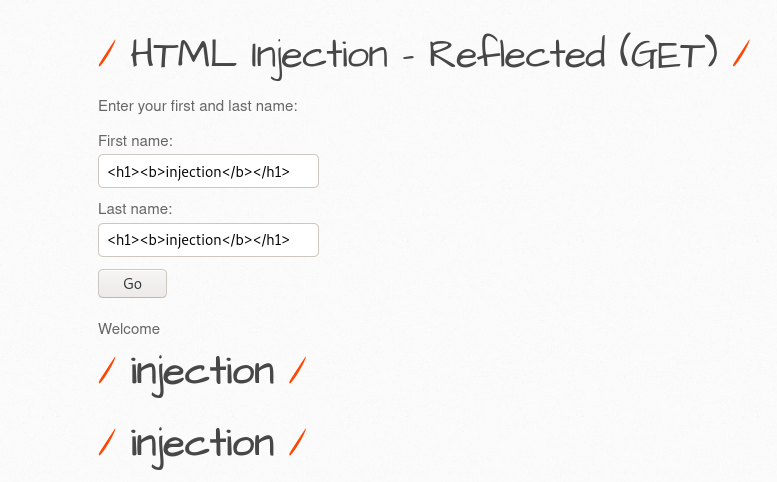 / HTML Injection - Reflected (GET) /
Enter your first and last name:
First name:
<h1><b>injection</b></h1>
Last name:
<h1><b>injection</b></h1>
Go
Welcome
/ injection /
/ injection /